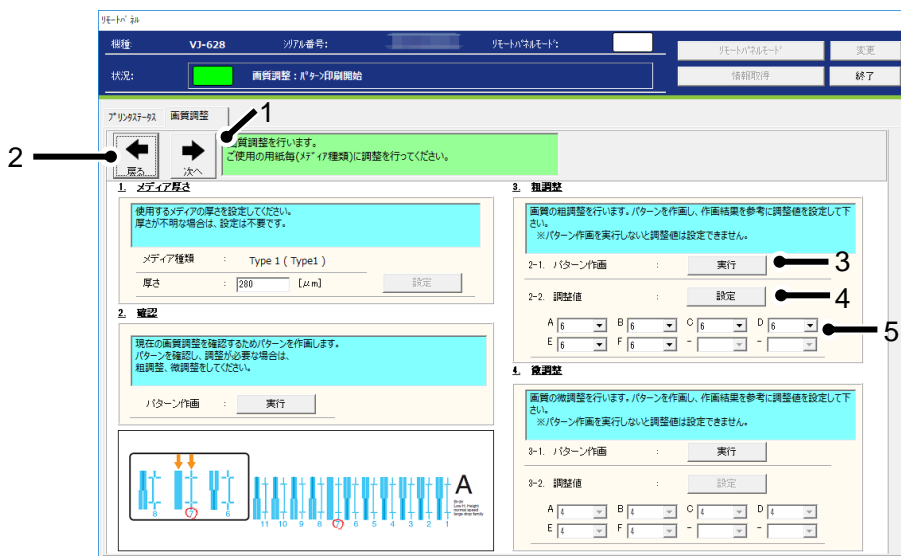 リモートパネル
機種:
VJ-628
シリアル番号:
リモートパネルモード:
リモートパネルモード
変更
状況:
画質調整:パターン印刷開始
情報取得
終了
プリンタステータス
画質調整
1
2
戻る
次へ
画質調整を行います。
ご使用の用紙毎(メディア種類)に調整を行ってください。
1. メディア厚さ
使用するメディアの厚さを設定してください。
厚さが不明な場合は、設定は不要です。
メディア種類 : Type 1 ( Type1 )
厚さ : 280 [μm] 設定
2. 確認
現在の画質調整を確認するためパターンを作画します。
パターンを確認し、調整が必要な場合は、
粗調整、微調整をしてください。
パターン作画 : 実行
8 7 6
11 10 9 8 7 6 5 4 3 2 1
A
Bi-Di
Low Ft. Height
normal speed
large drop family
3. 粗調整
画質の粗調整を行います。パターンを作画し、作画結果を参考に調整値を設定して下
さい。
※パターン作画を実行しないと調整値は設定できません。
2-1. パターン作画 : 実行
3
2-2. 調整値 : 設定
4
A 6 B 6 C 6 D 6
5
E 6 F 6 - -
4. 微調整
画質の微調整を行います。パターンを作画し、作画結果を参考に調整値を設定して下
さい。
※パターン作画を実行しないと調整値は設定できません。
3-1. パターン作画 : 実行
3-2. 調整値 : 設定
A 4 B 4 C 4 D 4
E 4 F 4 - -